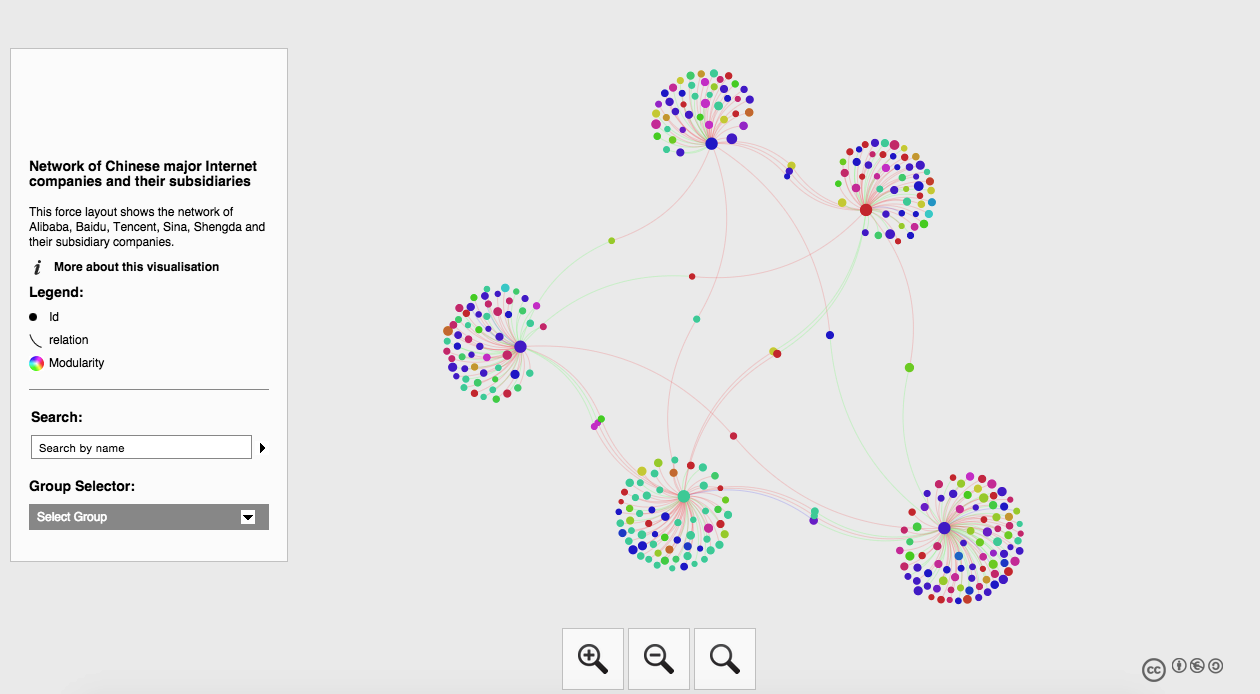 Network of Chinese major Internet
companies and their subsidiaries
This force layout shows the network of
Alibaba, Baidu, Tencent, Sina, Shengda and
their subsidiary companies.
i More about this visualisation
Legend:
Id
relation
Modularity
Search:
Search by name
Group Selector:
Select Group
cc